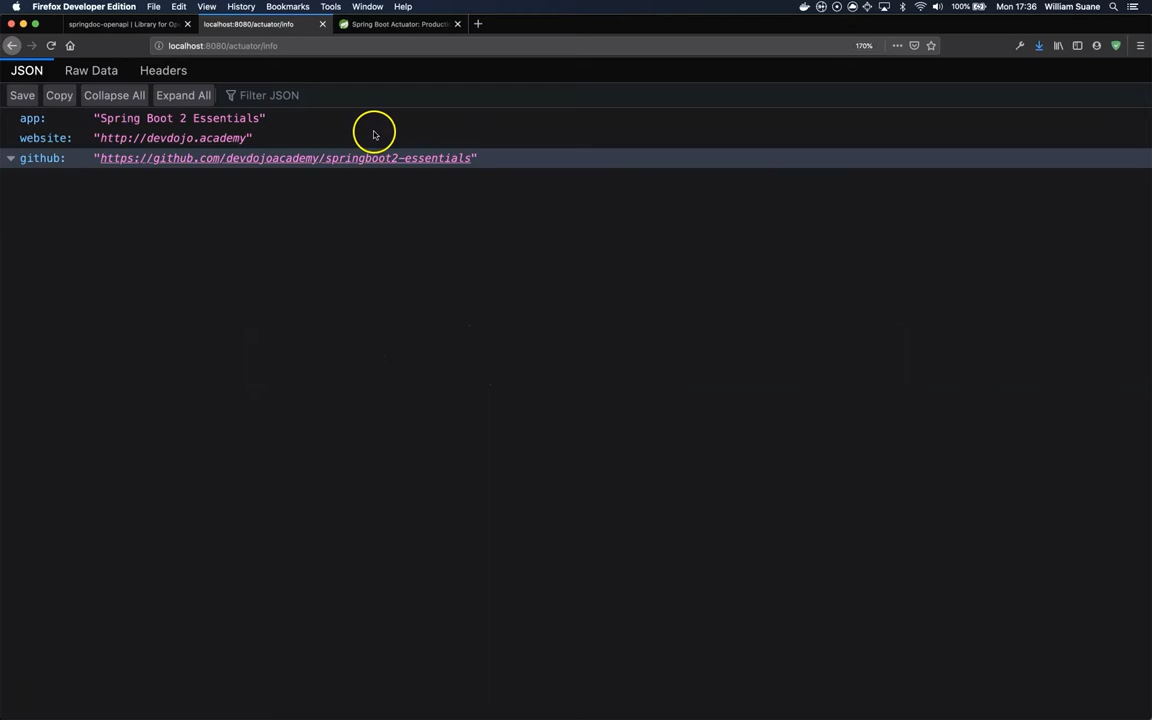 Firefox Developer Edition File Edit View History Bookmarks Tools Window Help 100% Mon 17:36 William Suane
springdoc-openapi | Library for Op localhost:8080/actuator/info Spring Boot Actuator: Producti
localhost:8080/actuator/info 170%
JSON Raw Data Headers
Save Copy Collapse All Expand All Filter JSON
app: "Spring Boot 2 Essentials"
website: "http://devdojo.academy"
github: "https://github.com/devdojoacademy/springboot2-essentials"